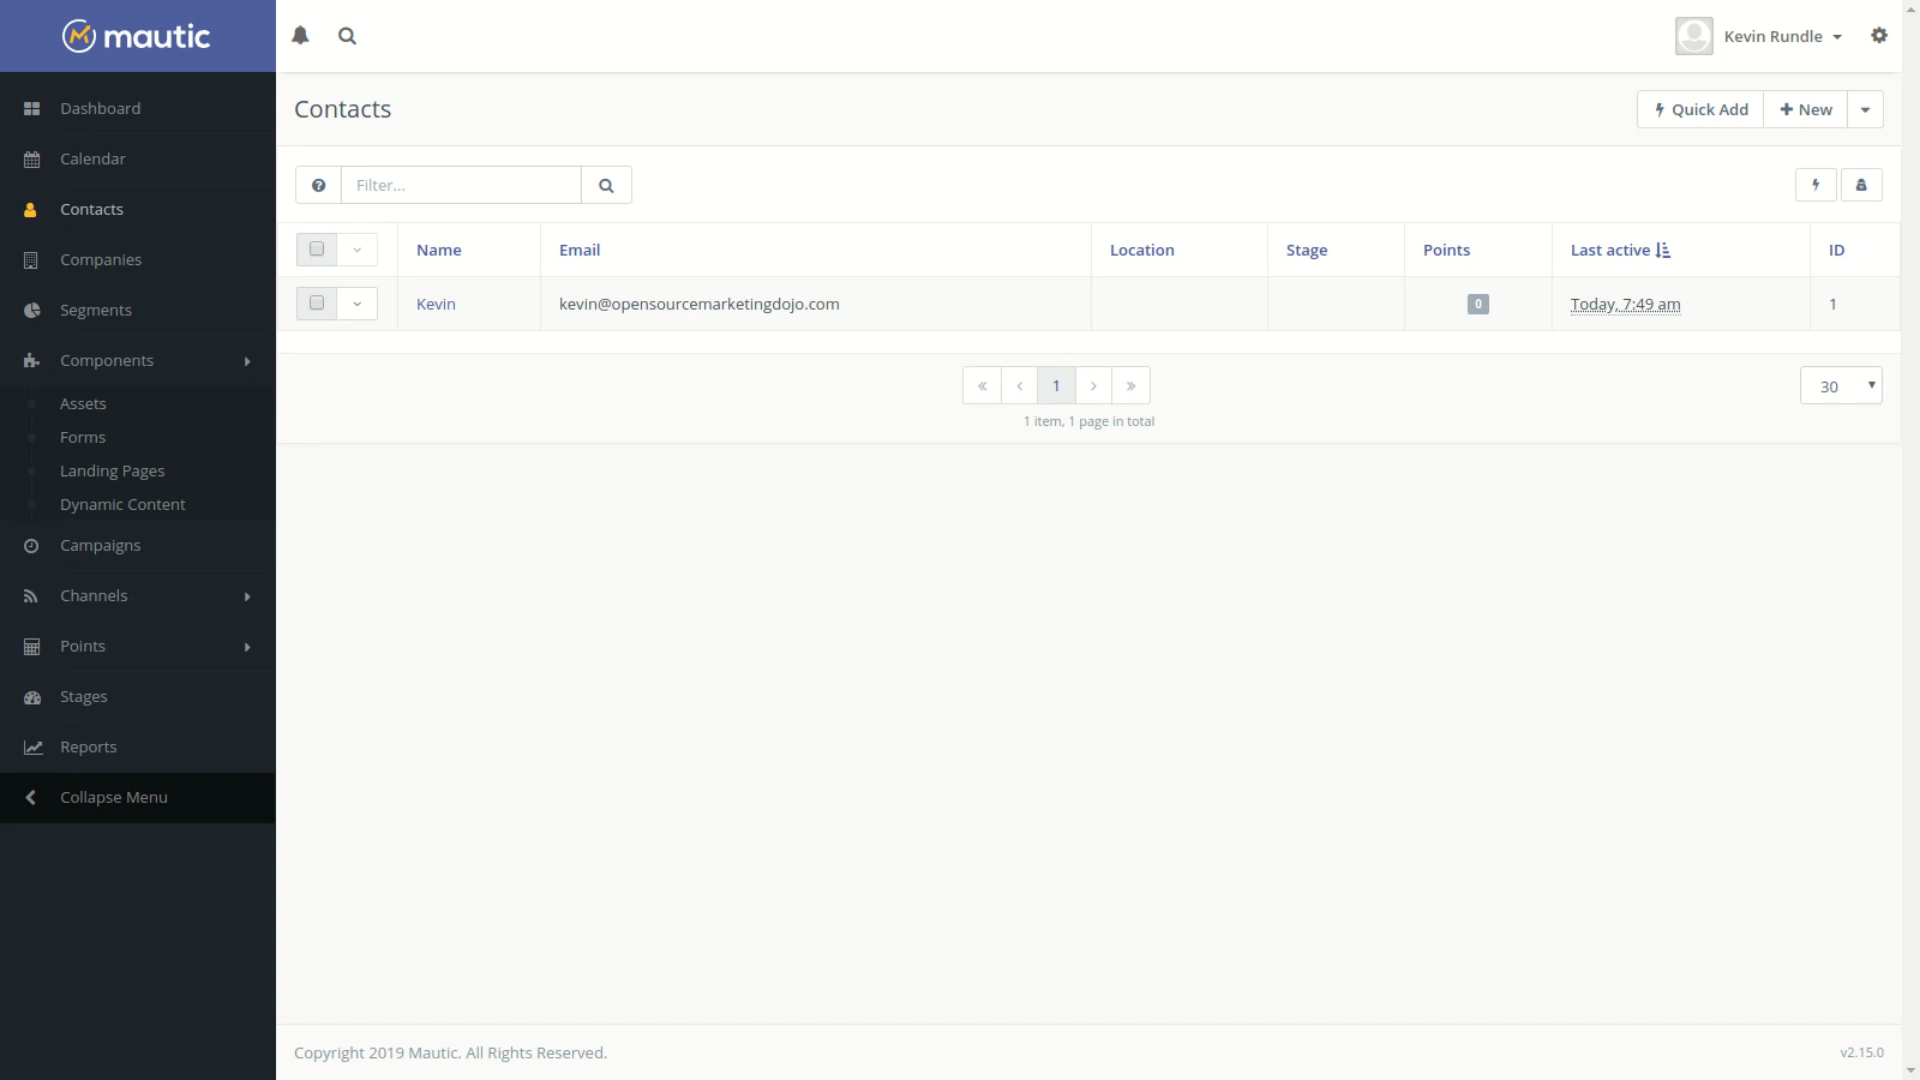 mautic
Kevin Rundle
Dashboard
Calendar
Contacts
Companies
Segments
Components
Assets
Forms
Landing Pages
Dynamic Content
Campaigns
Channels
Points
Stages
Reports
Collapse Menu
Contacts
Quick Add
New
Filter...
Name Email Location Stage Points Last active ID
Kevin kevin@opensourcemarketingdojo.com 0 Today, 7:49 am 1
« ‹ 1 › »
30
1 item, 1 page in total
Copyright 2019 Mautic. All Rights Reserved.
v2.15.0